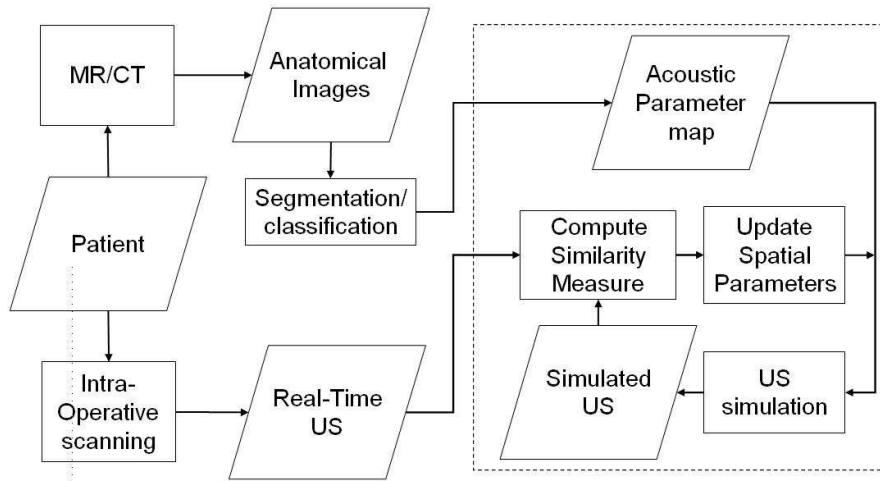 MR/CT
Anatomical
Images
Acoustic
Parameter
map
Segmentation/
classification
Patient
Compute
Similarity
Measure
Update
Spatial
Parameters
Intra-
Operative
scanning
Real-Time
US
Simulated
US
US
simulation